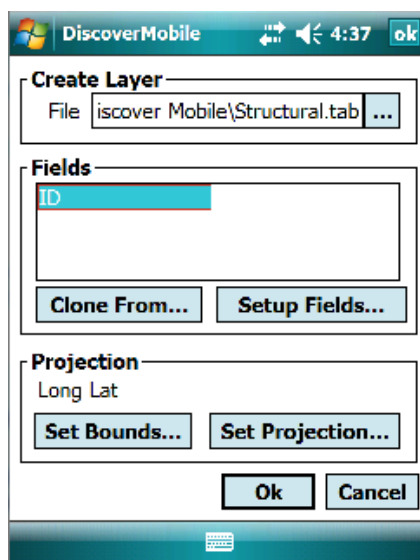 DiscoverMobile 4:37 ok
Create Layer
File iscover Mobile\Structural.tab ...
Fields
ID
Clone From... Setup Fields...
Projection
Long Lat
Set Bounds... Set Projection...
Ok Cancel